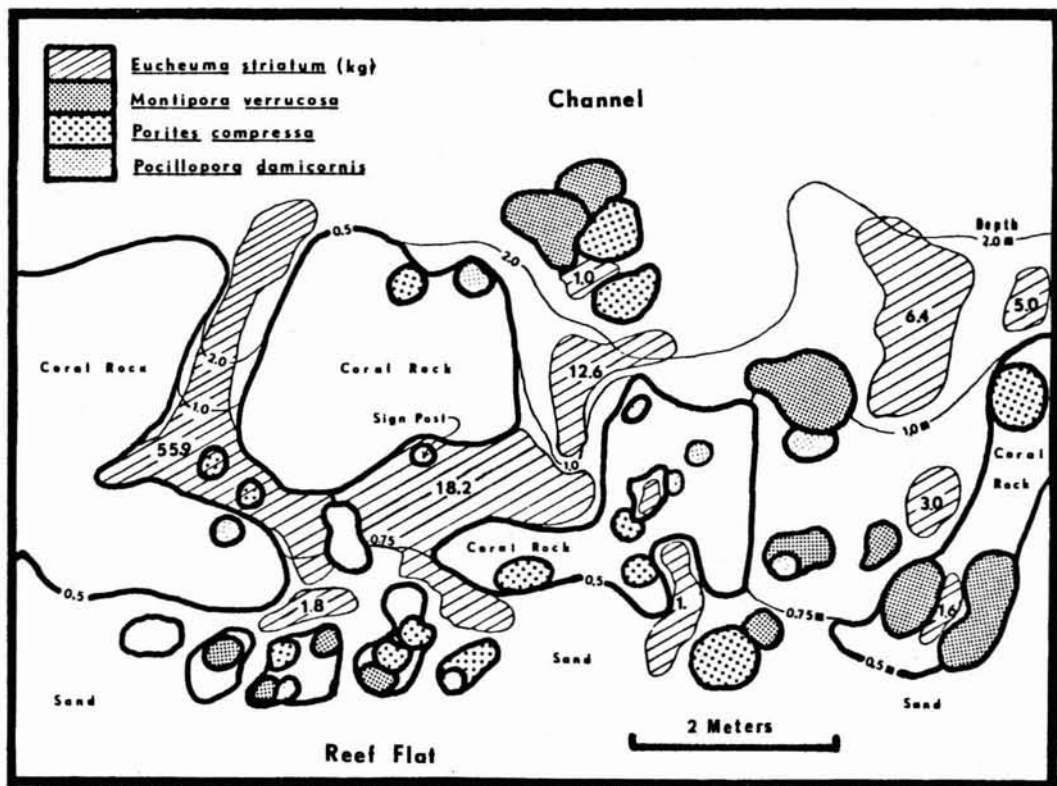 Eucheuma striatum (kg)
Montipora verrucosa
Porites compressa
Pocillopora damicornis
Channel
0.5
2.0
Depth
2.0 m
1.0
5.0
6.4
2.0
Coral Rock
Coral Rock
12.6
1.0
Sign Post
1.0 m
55.9
18.2
1.0
Coral
Rock
3.0
0.75
Coral Rock
0.5
0.5
1.8
1.
0.75 m
1.6
0.5 m
Sand
Sand
Sand
2 Meters
Reef Flat